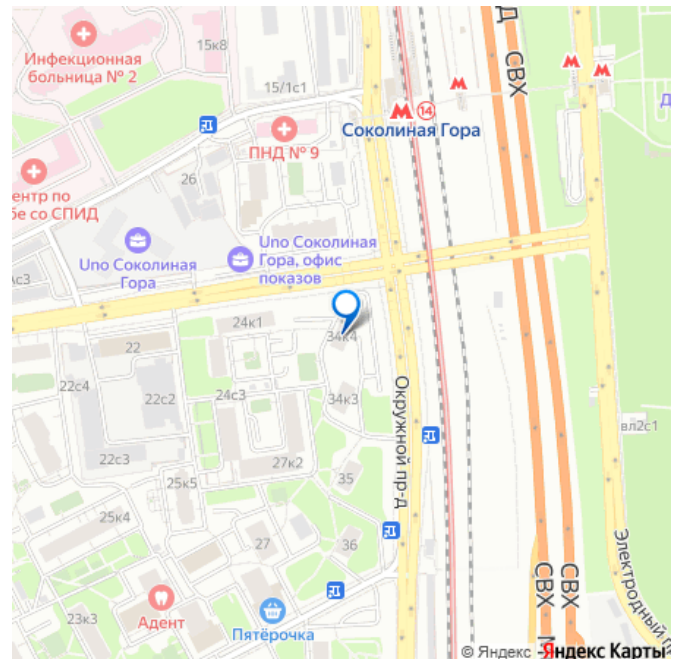 15к8
Инфекционная
больница № 2
15/1с1
14
Соколиная Гора
ПНД № 9
26
ентр по
бе со СПИД
Uno Соколиная
Гора
Uno Соколиная
Гора, офис
показов
Ас3
Д СВХ
24к1
34к4
22
22с4
22с2
24с3
34к3
Окружной пр-д
22с3
27к2
35
вл2с1
25к5
25к4
27
36
Адент
Пятёрочка
23к3
СВХ
СВХ
СВХ
Электродный п
© Яндекс Яндекс Карты